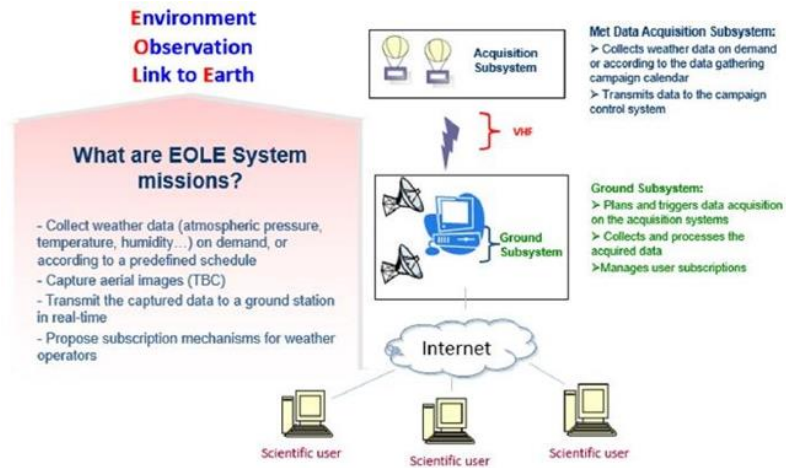 Environment
Observation
Link to Earth
What are EOLE System
missions?
- Collect weather data (atmospheric pressure,
temperature, humidity...) on demand, or
according to a predefined schedule
- Capture aerial images (TBC)
- Transmit the captured data to a ground station
in real-time
- Propose subscription mechanisms for weather
operators
Acquisition
Subsystem
VHF
Ground
Subsystem
Internet
Scientific user
Scientific user
Scientific user
Met Data Acquisition Subsystem:
➢ Collects weather data on demand
or according to the data gathering
campaign calendar
➢ Transmits data to the campaign
control system
Ground Subsystem:
➢ Plans and triggers data acquisition
on the acquisition systems
➢ Collects and processes the
acquired data
➢Manages user subscriptions